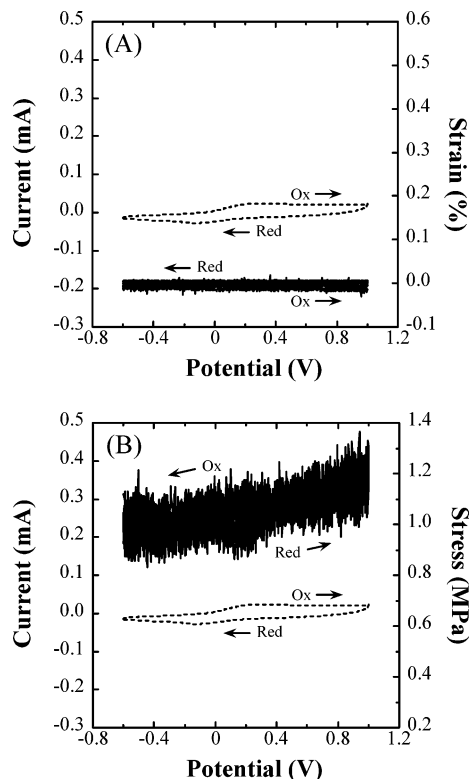 (A)
0.5
0.4
0.3
0.2
0.1
0.0
-0.1
-0.2
-0.3
Current (mA)
0.6
0.5
0.4
0.3
0.2
0.1
0.0
-0.1
Strain (%)
Ox
Red
Red
Ox
-0.8 -0.4 0 0.4 0.8 1.2
Potential (V)
(B)
0.5
0.4
0.3
0.2
0.1
0.0
-0.1
-0.2
-0.3
Current (mA)
1.4
1.2
1.0
0.8
0.6
0.4
0.2
Stress (MPa)
Ox
Red
Ox
Red
-0.8 -0.4 0 0.4 0.8 1.2
Potential (V)